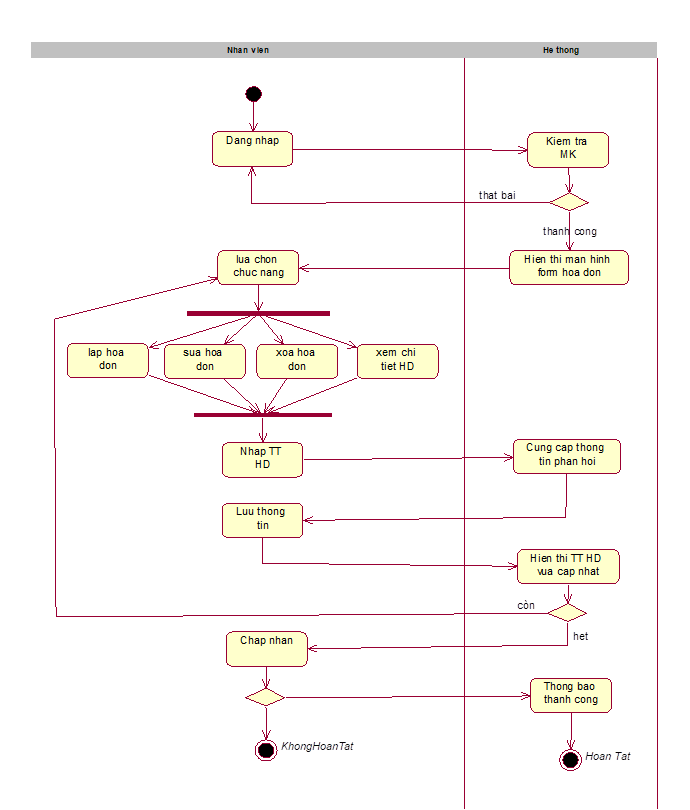 Nhan vien
He thong
Dang nhap
Kiem tra
MK
that bai
thanh cong
lua chon
chuc nang
Hien thi man hinh
form hoa don
lap hoa
don
sua hoa
don
xoa hoa
don
xem chi
tiet HD
Nhap TT
HD
Cung cap thong
tin phan hoi
Luu thong
tin
Hien thi TT HD
vua cap nhat
còn
het
Chap nhan
Thong bao
thanh cong
KhongHoanTat
Hoan Tat